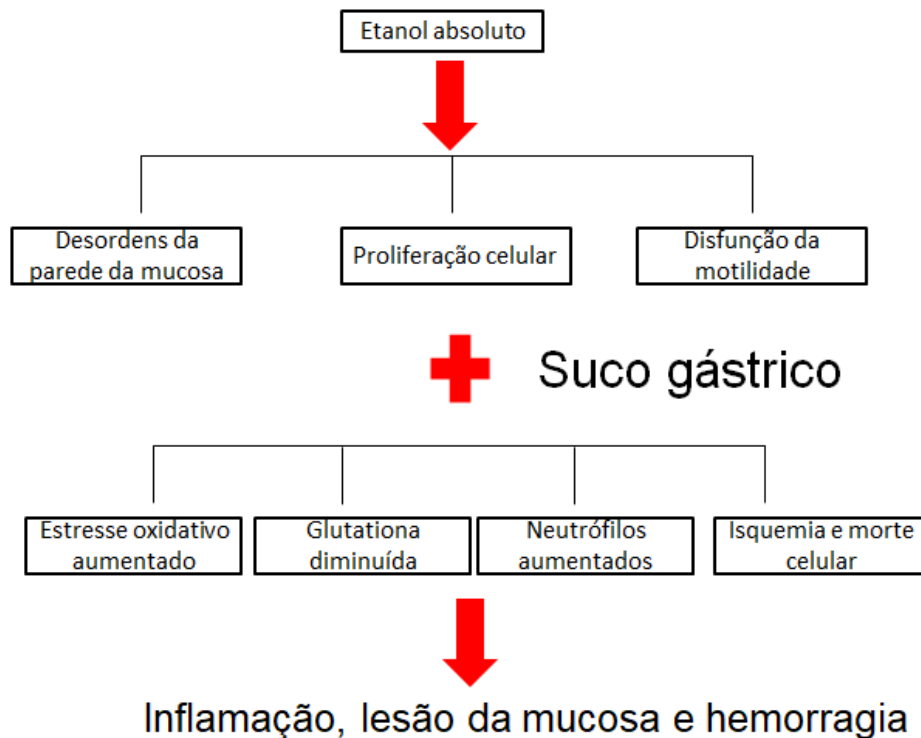 Etanol absoluto
Desordens da
parede da mucosa
Proliferação celular
Disfunção da
motilidade
Suco gástrico
Estresse oxidativo
aumentado
Glutationa
diminuída
Neutrófilos
aumentados
Isquemia e morte
celular
Inflamação, lesão da mucosa e hemorragia